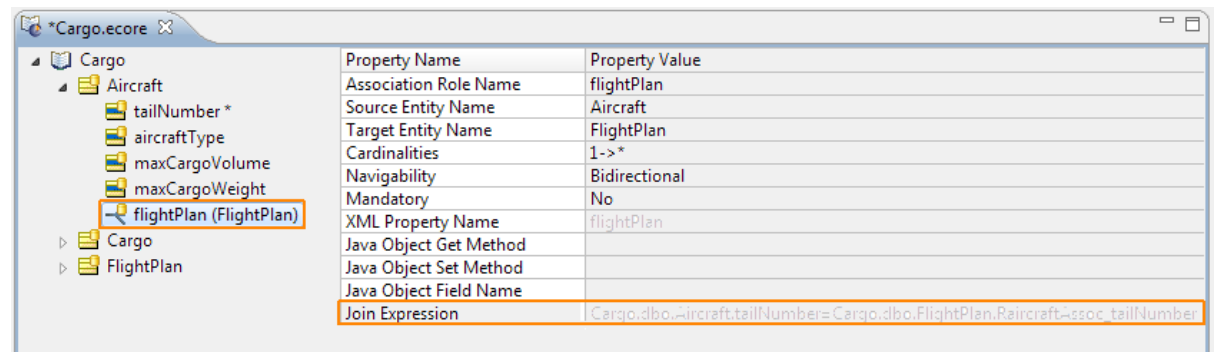 *Cargo.ecore
Cargo
Aircraft
tailNumber *
aircraftType
maxCargoVolume
maxCargoWeight
flightPlan (FlightPlan)
Cargo
FlightPlan
Property Name Property Value
Association Role Name flightPlan
Source Entity Name Aircraft
Target Entity Name FlightPlan
Cardinalities 1->*
Navigability Bidirectional
Mandatory No
XML Property Name flightPlan
Java Object Get Method
Java Object Set Method
Java Object Field Name
Join Expression Cargo.dbo.Aircraft.tailNumber=Cargo.dbo.FlightPlan.RaircraftAssoc_tailNumber